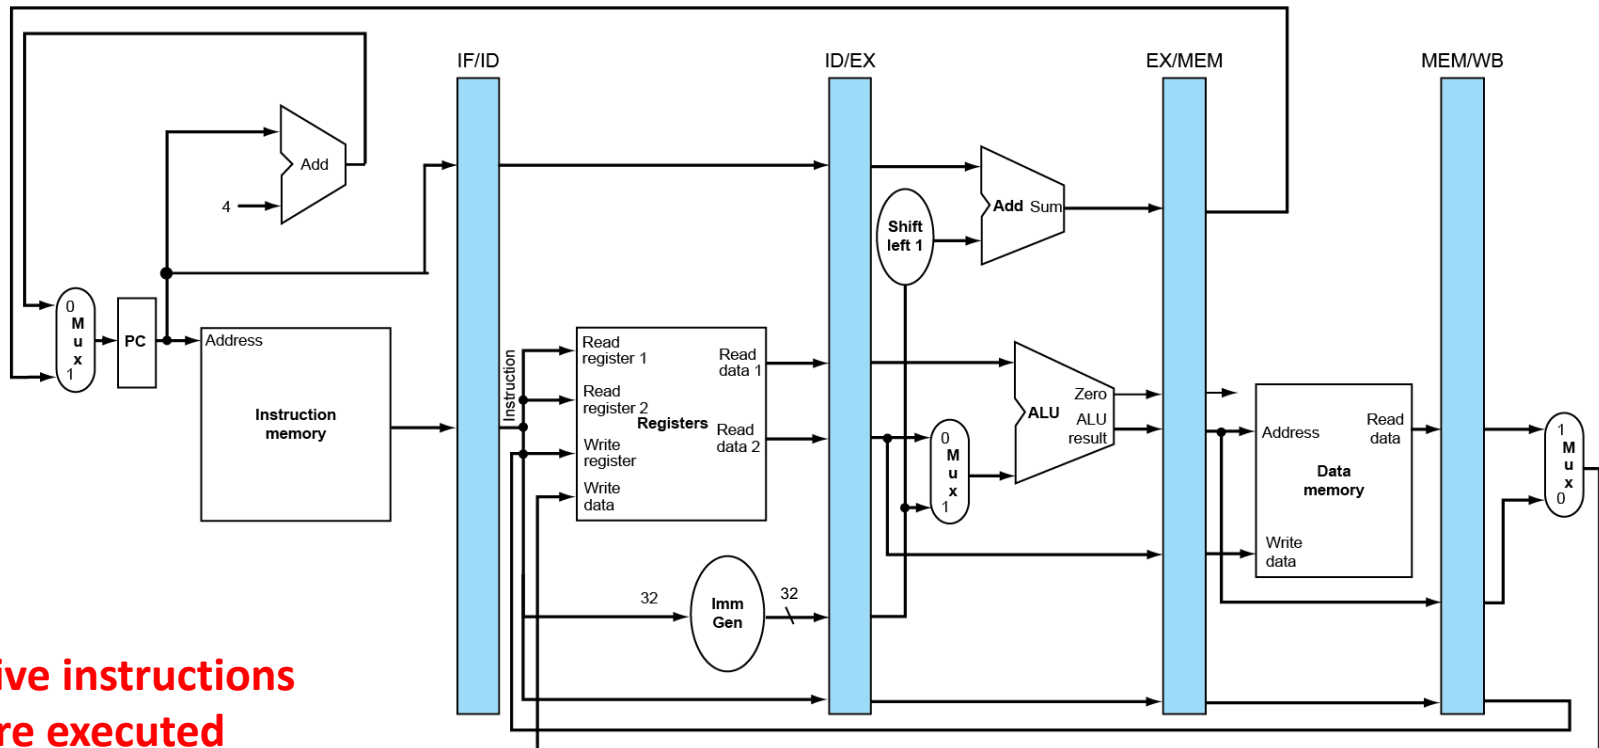 IF/ID
ID/EX
EX/MEM
MEM/WB
Add
4
Shift
left 1
Add Sum
0
M
u
x
1
PC
Address
Instruction
memory
Instruction
Read
register 1
Read
register 2
Write
register
Write
data
Registers
Read
data 1
Read
data 2
0
M
u
x
1
ALU
Zero
ALU
result
Address
Read
data
Data
memory
Write
data
1
M
u
x
0
32
Imm
Gen
32
ive instructions
re executed